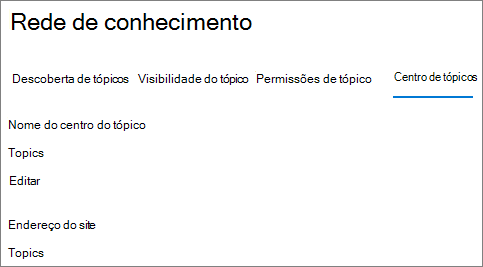 Rede de conhecimento
Descoberta de tópicos Visibilidade do tópico Permissões de tópico Centro de tópicos
Nome do centro do tópico
Topics
Editar
Endereço do site
Topics